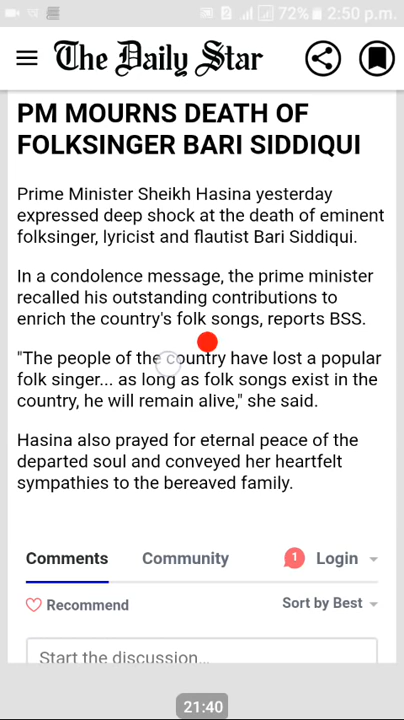 72% 2:50 p.m.
The Daily Star
PM MOURNS DEATH OF
FOLKSINGER BARI SIDDIQUI
Prime Minister Sheikh Hasina yesterday
expressed deep shock at the death of eminent
folksinger, lyricist and flautist Bari Siddiqui.
In a condolence message, the prime minister
recalled his outstanding contributions to
enrich the country's folk songs, reports BSS.
"The people of the country have lost a popular
folk singer... as long as folk songs exist in the
country, he will remain alive," she said.
Hasina also prayed for eternal peace of the
departed soul and conveyed her heartfelt
sympathies to the bereaved family.
Comments Community 1 Login
Recommend Sort by Best
Start the discussion...
21:40